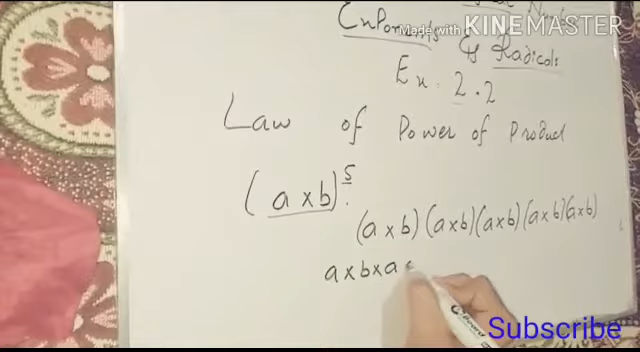 Made with KINEMASTER
Exponents & Radicals
Ex. 2.2
Law of Power of Product
(a x b)^5
(a x b) (a x b) (a x b) (a x b) (a x b)
a x b x a
Subscribe